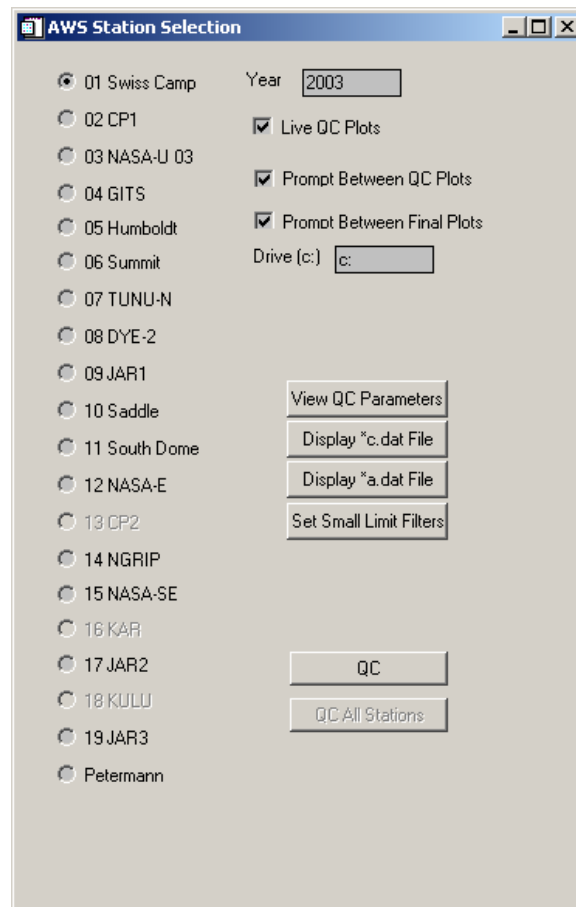 AWS Station Selection
01 Swiss Camp
02 CP1
03 NASA-U 03
04 GITS
05 Humboldt
06 Summit
07 TUNU-N
08 DYE-2
09 JAR1
10 Saddle
11 South Dome
12 NASA-E
13 CP2
14 NGRIP
15 NASA-SE
16 KAR
17 JAR2
18 KULU
19 JAR3
Petermann
Year 2003
Live QC Plots
Prompt Between QC Plots
Prompt Between Final Plots
Drive (c:) c:
View QC Parameters
Display *c.dat File
Display *a.dat File
Set Small Limit Filters
QC
QC All Stations